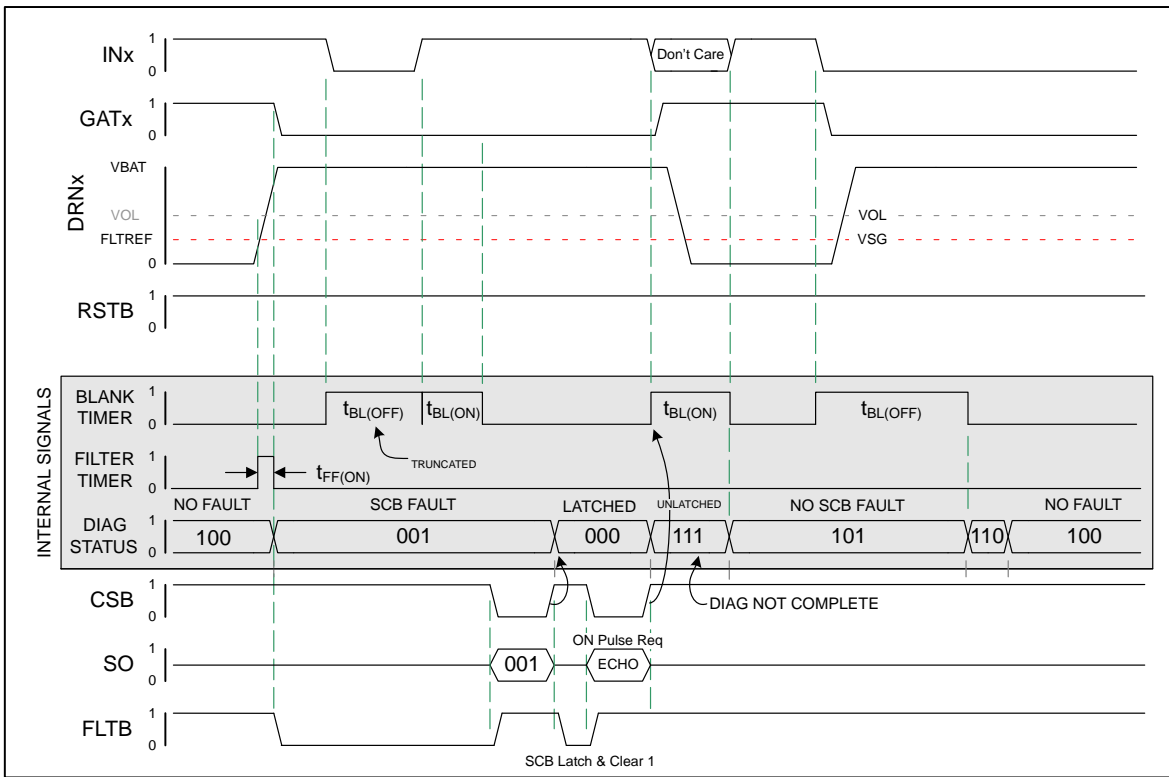 INx
1
0
Don't Care
GATx
1
0
DRNx
VBAT
VOL
FLTREF
0
VOL
VSG
RSTB
1
0
INTERNAL SIGNALS
BLANK
TIMER
1
0
tBL(OFF)
tBL(ON)
tBL(ON)
tBL(OFF)
TRUNCATED
FILTER
TIMER
1
0
tFF(ON)
NO FAULT
SCB FAULT
LATCHED
UNLATCHED
NO SCB FAULT
NO FAULT
DIAG
STATUS
1
0
100
001
000
111
101
110
100
CSB
1
0
DIAG NOT COMPLETE
ON Pulse Req
SO
001
ECHO
FLTB
1
0
SCB Latch & Clear 1